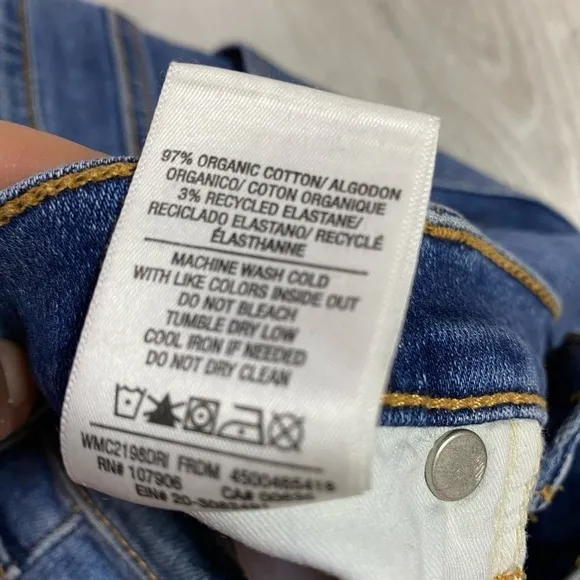 97% ORGANIC COTTON/ ALGODON
ORGANICO/ COTON ORGANIQUE
3% RECYCLED ELASTANE/
RECICLADO ELASTANO/ RECYCLÉ
ÉLASTHANNE
MACHINE WASH COLD
WITH LIKE COLORS INSIDE OUT
DO NOT BLEACH
TUMBLE DRY LOW
COOL IRON IF NEEDED
DO NOT DRY CLEAN
WMC2198DRI FRDM 4500485419
RN# 107906 CA#
EIN#